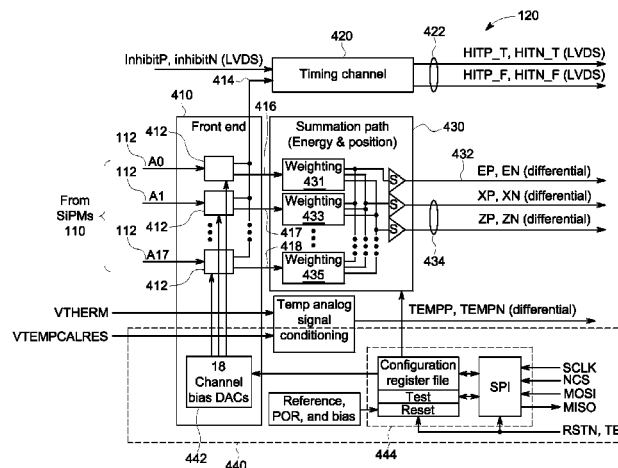 120
420
422
InhibitP, inhibitN (LVDS)
414
Timing channel
HITP_T, HITN_T (LVDS)
HITP_F, HITN_F (LVDS)
410
416
Front end
Summation path
(Energy & position)
430
412
112
A0
Weighting
431
432
EP, EN (differential)
112
A1
Weighting
433
S
S
S
XP, XN (differential)
From
SiPMs
110
412
417
ZP, ZN (differential)
112
418
434
A17
Weighting
435
412
VTHERM
Temp analog
signal
conditioning
TEMPP, TEMPN (differential)
VTEMPCALRES
18
Channel
bias DACs
Configuration
register file
Test
Reset
SPI
SCLK
NCS
MOSI
MISO
Reference,
POR, and bias
RSTN, TE
442
440
444